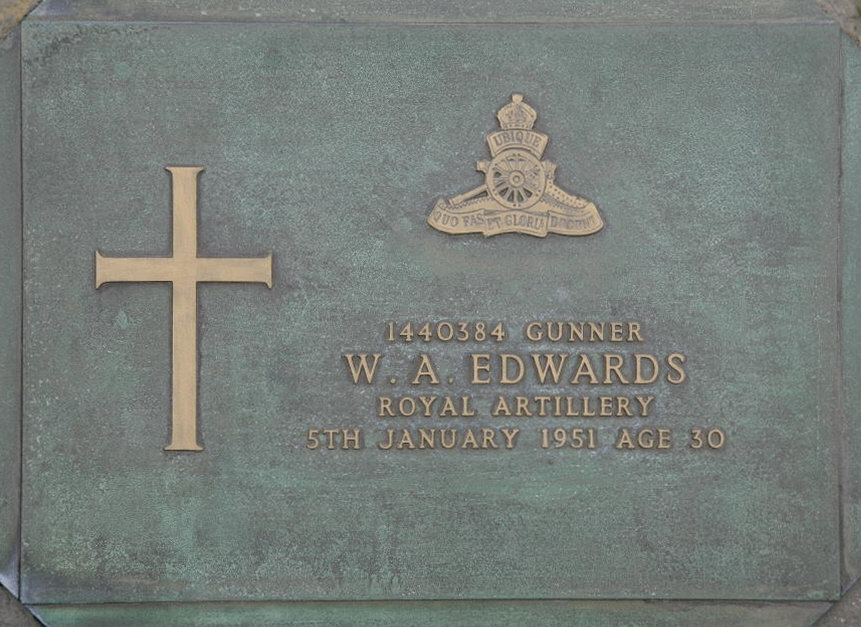 UBIQUE
QUO FAS ET GLORIA DUCUNT
1440384 GUNNER
W. A. EDWARDS
ROYAL ARTILLERY
5TH JANUARY 1951 AGE 30